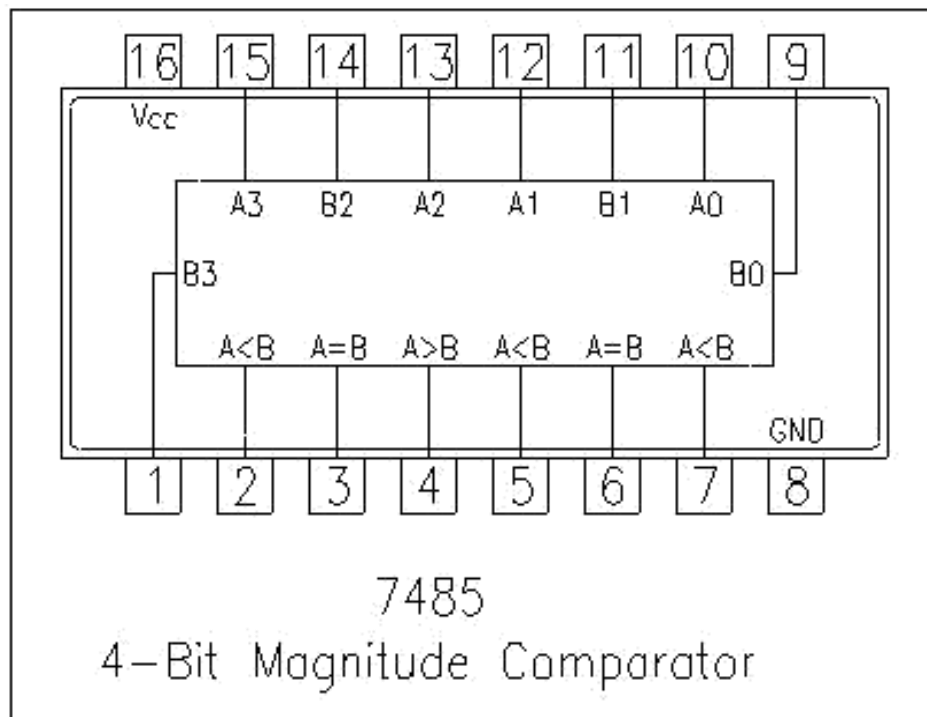 16 15 14 13 12 11 10 9
Vcc
A3 B2 A2 A1 B1 A0
B3 B0
A<B A=B A>B A<B A=B A<B
GND
1 2 3 4 5 6 7 8
7485
4-Bit Magnitude Comparator